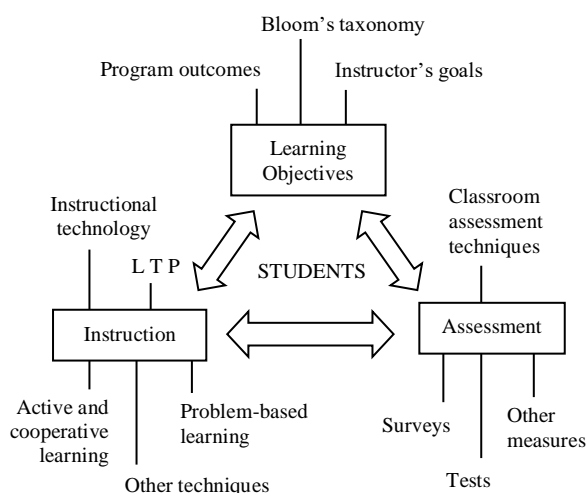 Bloom's taxonomy
Program outcomes
Instructor's goals
Learning
Objectives
Instructional
technology
Classroom
assessment
techniques
L T P
STUDENTS
Instruction
Assessment
Active and
cooperative
learning
Problem-based
learning
Surveys
Other
measures
Other techniques
Tests